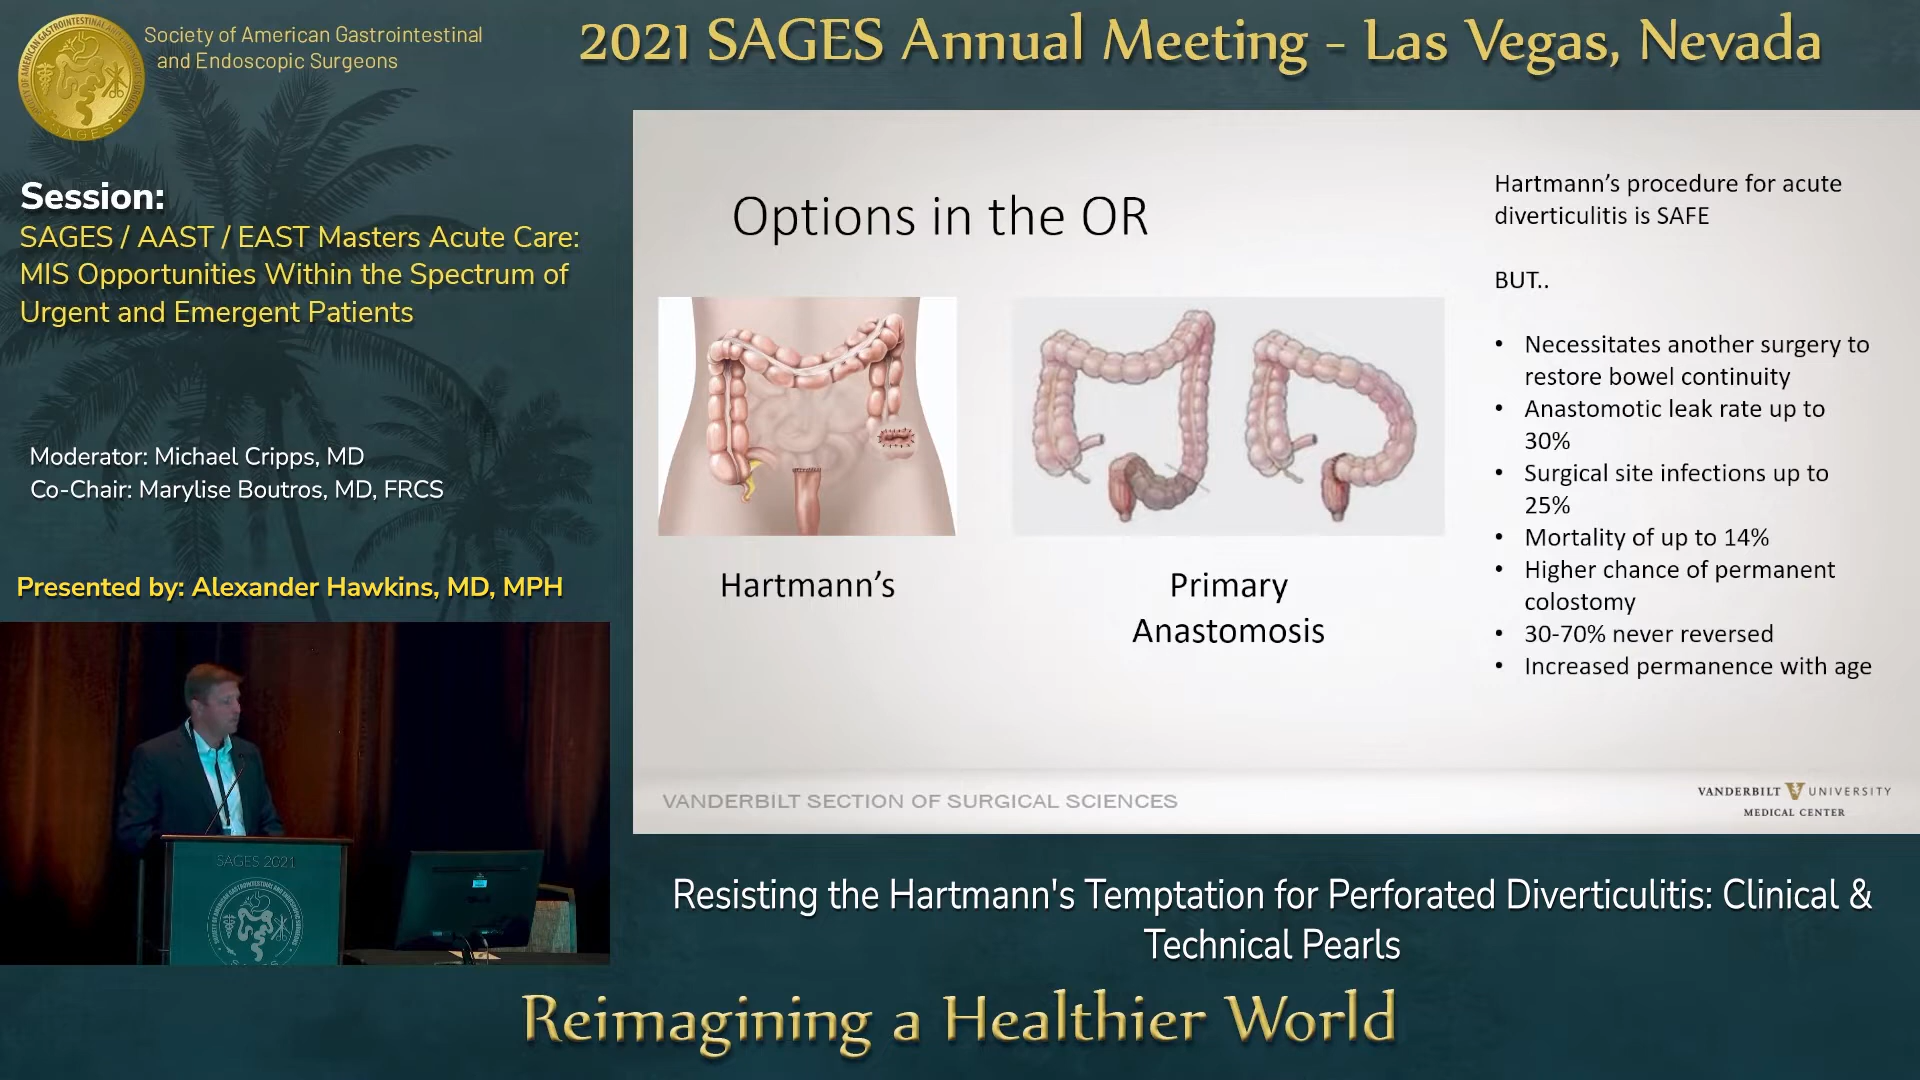 Society of American Gastrointestinal
and Endoscopic Surgeons
2021 SAGES Annual Meeting - Las Vegas, Nevada
SAGES
Session:
SAGES / AAST / EAST Masters Acute Care:
MIS Opportunities Within the Spectrum of
Urgent and Emergent Patients
Moderator: Michael Cripps, MD
Co-Chair: Marylise Boutros, MD, FRCS
Presented by: Alexander Hawkins, MD, MPH
SAGES 2021
Options in the OR
Hartmann’s
Primary
Anastomosis
Hartmann’s procedure for acute
diverticulitis is SAFE
BUT..
• Necessitates another surgery to
restore bowel continuity
• Anastomotic leak rate up to
30%
• Surgical site infections up to
25%
• Mortality of up to 14%
• Higher chance of permanent
colostomy
• 30-70% never reversed
• Increased permanence with age
VANDERBILT SECTION OF SURGICAL SCIENCES
VANDERBILT UNIVERSITY
MEDICAL CENTER
Resisting the Hartmann's Temptation for Perforated Diverticulitis: Clinical &
Technical Pearls
Reimagining a Healthier World